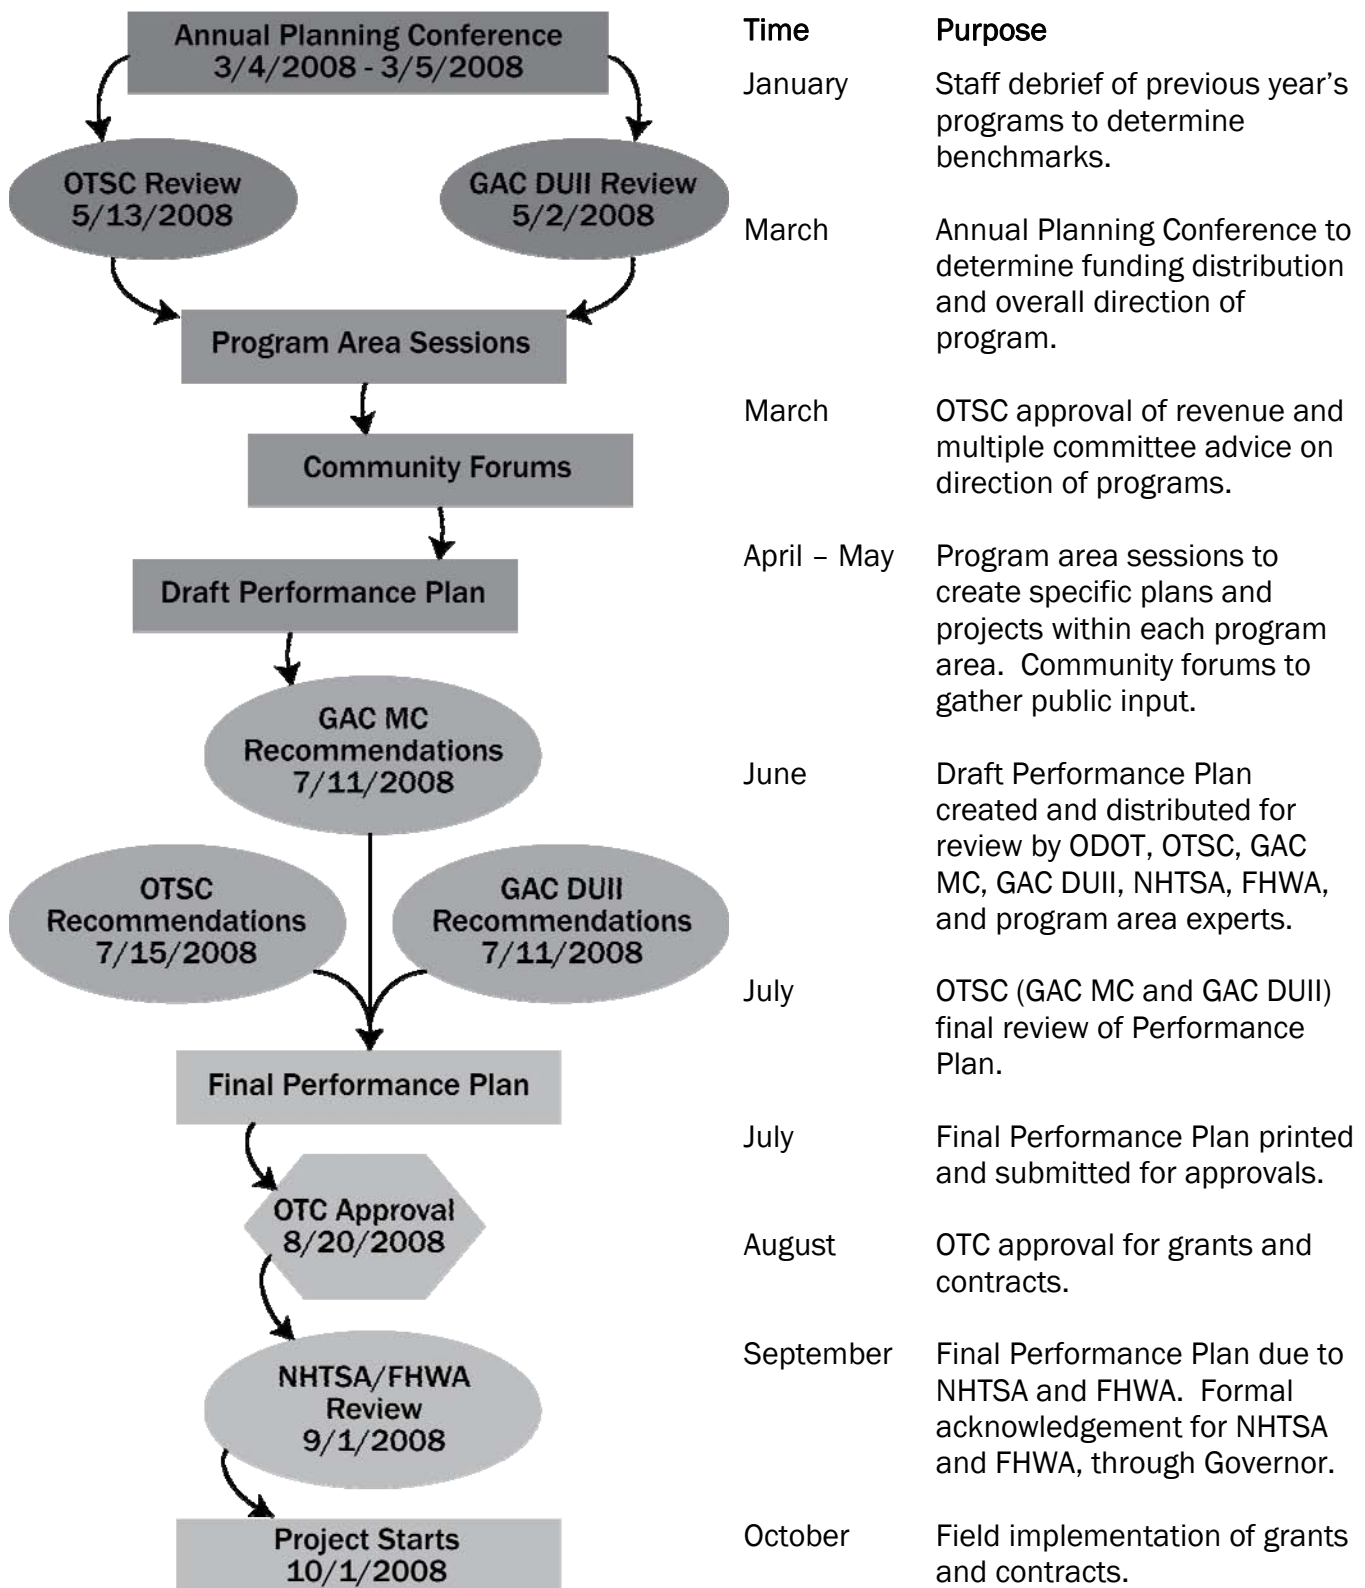 Annual Planning Conference
3/4/2008 - 3/5/2008
OTSC Review
5/13/2008
GAC DUII Review
5/2/2008
Program Area Sessions
Community Forums
Draft Performance Plan
GAC MC
Recommendations
7/11/2008
OTSC
Recommendations
7/15/2008
GAC DUII
Recommendations
7/11/2008
Final Performance Plan
OTC Approval
8/20/2008
NHTSA/FHWA
Review
9/1/2008
Project Starts
10/1/2008
Time Purpose
January Staff debrief of previous year's
programs to determine
benchmarks.
March Annual Planning Conference to
determine funding distribution
and overall direction of
program.
March OTSC approval of revenue and
multiple committee advice on
direction of programs.
April – May Program area sessions to
create specific plans and
projects within each program
area. Community forums to
gather public input.
June Draft Performance Plan
created and distributed for
review by ODOT, OTSC, GAC
MC, GAC DUII, NHTSA, FHWA,
and program area experts.
July OTSC (GAC MC and GAC DUII)
final review of Performance
Plan.
July Final Performance Plan printed
and submitted for approvals.
August OTC approval for grants and
contracts.
September Final Performance Plan due to
NHTSA and FHWA. Formal
acknowledgement for NHTSA
and FHWA, through Governor.
October Field implementation of grants
and contracts.